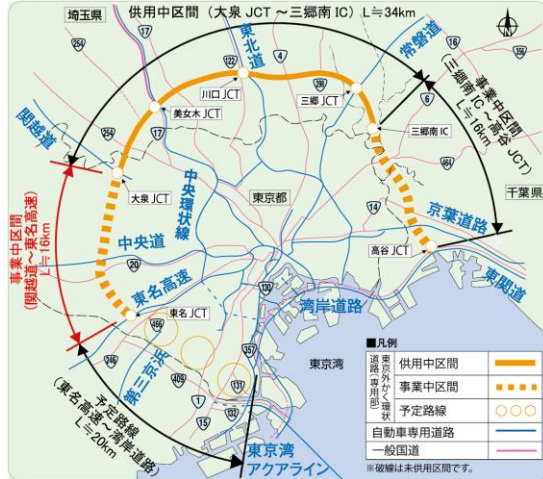 埼玉県
供用中区間（大泉JCT～三郷南IC）L≒34km
千葉県
東京都
東京湾
関越道
東北道
常磐道
中央環状線
中央道
東名高速
第三京浜
湾岸道路
京葉道路
東関道
東京湾
アクアライン
大泉JCT
美女木JCT
川口JCT
三郷JCT
三郷南IC
高谷JCT
東名JCT
事業中区間
（三郷南IC～高谷JCT）
L≒16km
事業中区間
（関越道～東名高速）
L≒16km
予定路線
（東名高速～湾岸道路）
L≒20km
254
17
122
4
298
16
6
464
14
254
17
20
466
246
409
1
15
132
131
357
130
■凡例
東京外かく環状道路（専用部）
供用中区間
事業中区間
予定路線
自動車専用道路
一般国道
※破線は未供用区間です。